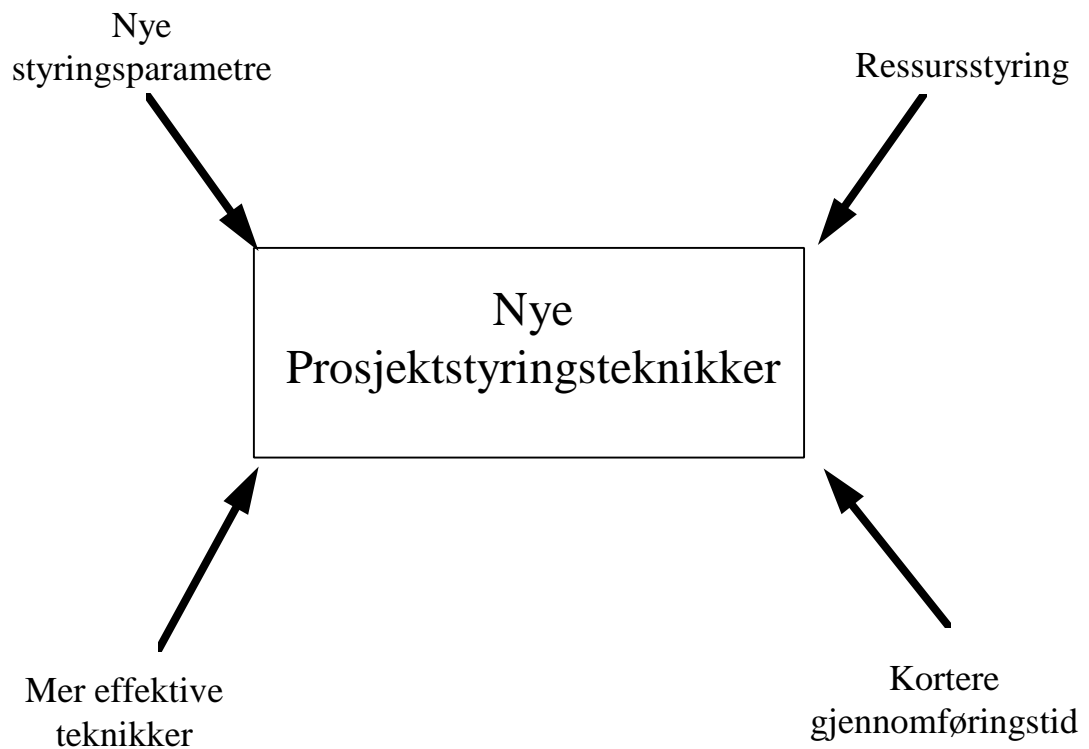 Nye
styringsparametre
Ressursstyring
Nye
Prosjektstyringsteknikker
Mer effektive
teknikker
Kortere
gjennomføringstid